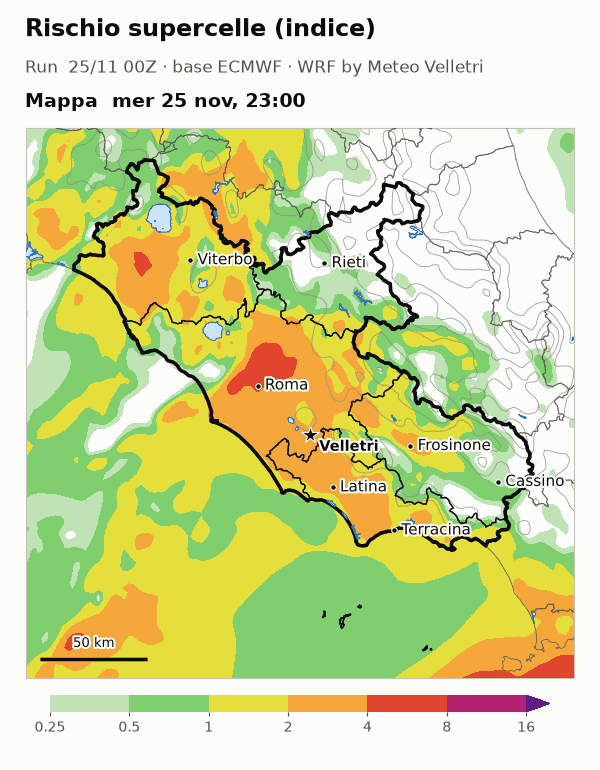 Rischio supercelle (indice)
Run  25/11 00Z · base ECMWF · WRF by Meteo Velletri
Mappa  mer 25 nov, 23:00
Viterbo
Rieti
Roma
Velletri
Frosinone
Cassino
Latina
Terracina
50 km
0.25 0.5 1 2 4 8 16